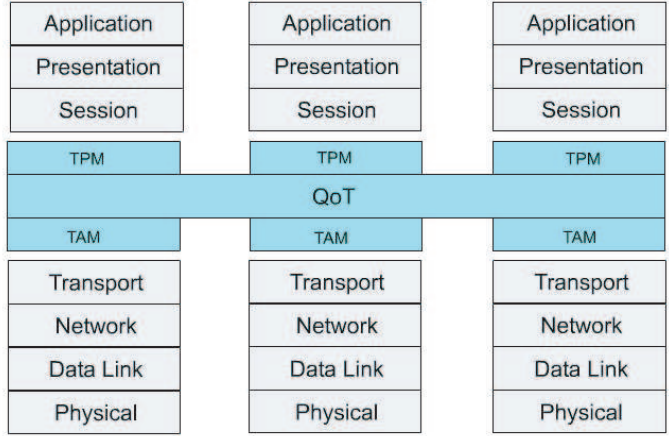 Application Application Application
Presentation Presentation Presentation
Session Session Session
TPM TPM TPM
QoT
TAM TAM TAM
Transport Transport Transport
Network Network Network
Data Link Data Link Data Link
Physical Physical Physical